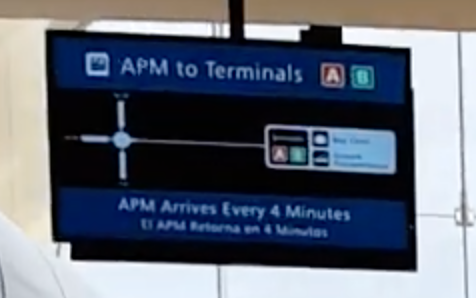 APM to Terminals A B
A B
APM Arrives Every 4 Minutes
El APM Retorna en 4 Minutos